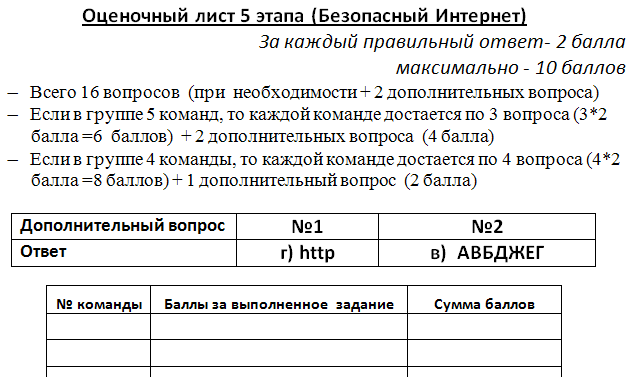 Оценочный лист 5 этапа (Безопасный Интернет)
За каждый правильный ответ- 2 балла
максимально - 10 баллов
– Всего 16 вопросов (при необходимости + 2 дополнительных вопроса)
– Если в группе 5 команд, то каждой команде достается по 3 вопроса (3*2
балла =6 баллов) + 2 дополнительных вопроса (4 балла)
– Если в группе 4 команды, то каждой команде достается по 4 вопроса (4*2
балла =8 баллов) + 1 дополнительный вопрос (2 балла)
Дополнительный вопрос №1 №2
Ответ г) http в) АВБДЖЕГ
№ команды Баллы за выполненное задание Сумма баллов